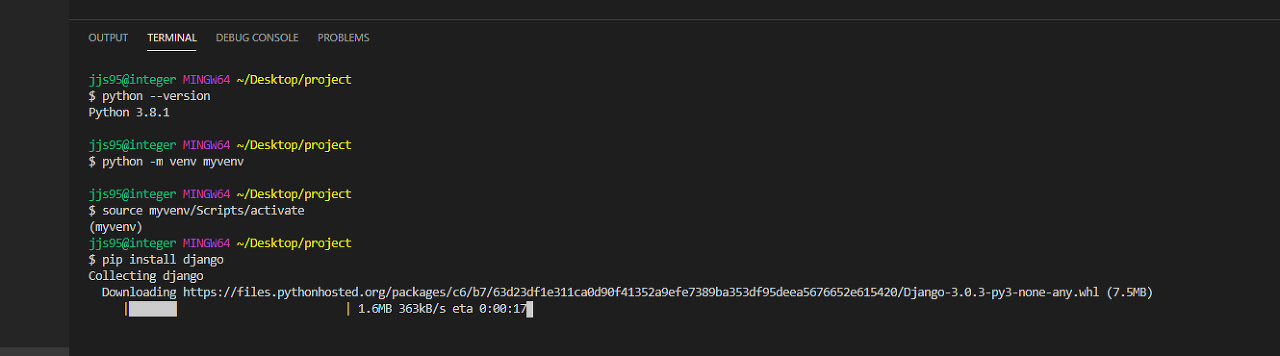 OUTPUT TERMINAL DEBUG CONSOLE PROBLEMS
jjs95@integer MINGW64 ~/Desktop/project
$ python --version
Python 3.8.1
jjs95@integer MINGW64 ~/Desktop/project
$ python -m venv myvenv
jjs95@integer MINGW64 ~/Desktop/project
$ source myvenv/Scripts/activate
(myvenv)
jjs95@integer MINGW64 ~/Desktop/project
$ pip install django
Collecting django
Downloading https://files.pythonhosted.org/packages/c6/b7/63d23df1e311ca0d90f41352a9efe7389ba353df95deea5676652e615420/Django-3.0.3-py3-none-any.whl (7.5MB)
| | 1.6MB 363kB/s eta 0:00:17